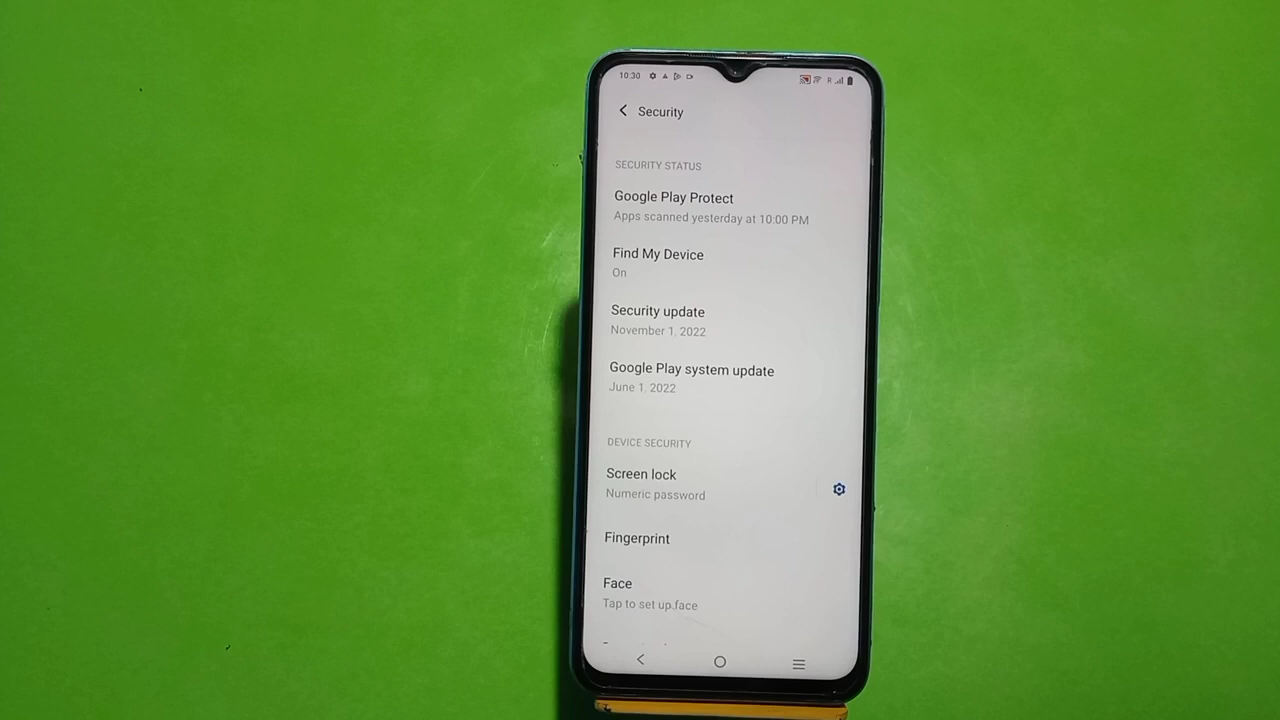 10:30
R
Security
SECURITY STATUS
Google Play Protect
Apps scanned yesterday at 10:00 PM
Find My Device
On
Security update
November 1, 2022
Google Play system update
June 1, 2022
DEVICE SECURITY
Screen lock
Numeric password
Fingerprint
Face
Tap to set up face